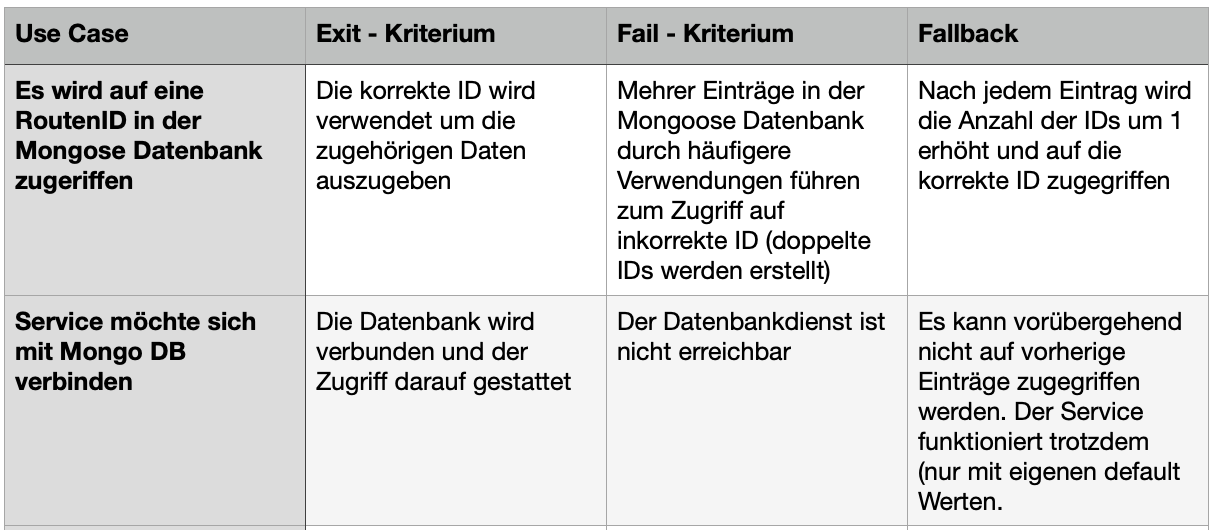 Use Case
Exit - Kriterium
Fail - Kriterium
Fallback
Es wird auf eine
RoutenID in der
Mongose Datenbank
zugeriffen
Die korrekte ID wird
verwendet um die
zugehörigen Daten
auszugeben
Mehrer Einträge in der
Mongoose Datenbank
durch häufigere
Verwendungen führen
zum Zugriff auf
inkorrekte ID (doppelte
IDs werden erstellt)
Nach jedem Eintrag wird
die Anzahl der IDs um 1
erhöht und auf die
korrekte ID zugegriffen
Service möchte sich
mit Mongo DB
verbinden
Die Datenbank wird
verbunden und der
Zugriff darauf gestattet
Der Datenbankdienst ist
nicht erreichbar
Es kann vorübergehend
nicht auf vorherige
Einträge zugegriffen
werden. Der Service
funktioniert trotzdem
(nur mit eigenen default
Werten.